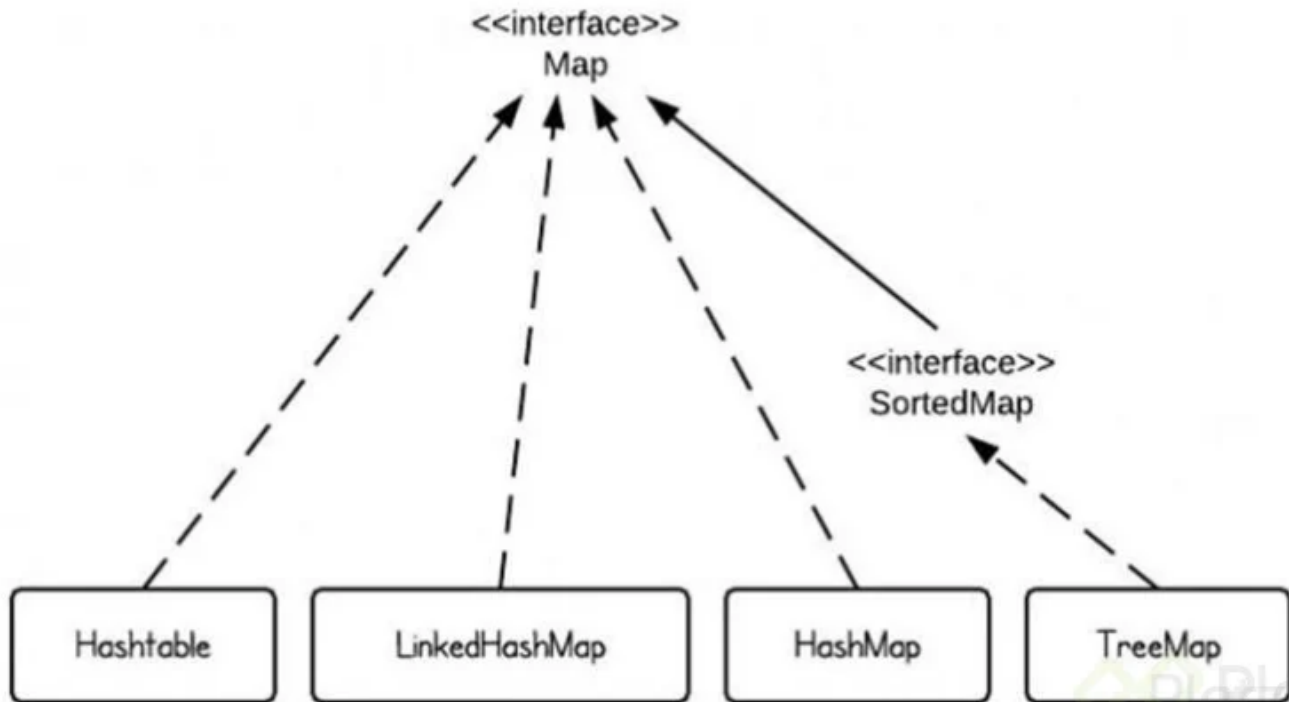 <<interface>>
Map
<<interface>>
SortedMap
Hashtable
LinkedHashMap
HashMap
TreeMap